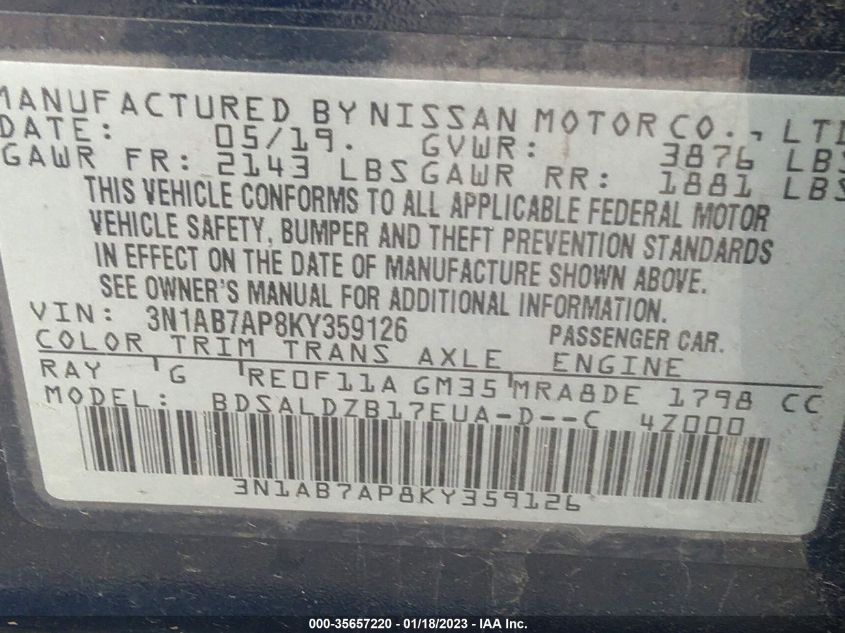 MANUFACTURED BY NISSAN MOTOR CO., LTD
DATE: 05/19. GVWR: 3876 LBS
GAWR FR: 2143 LBS GAWR RR: 1881 LBS
THIS VEHICLE CONFORMS TO ALL APPLICABLE FEDERAL MOTOR
VEHICLE SAFETY, BUMPER AND THEFT PREVENTION STANDARDS
IN EFFECT ON THE DATE OF MANUFACTURE SHOWN ABOVE.
SEE OWNER'S MANUAL FOR ADDITIONAL INFORMATION.
VIN: 3N1AB7AP8KY359126 PASSENGER CAR.
COLOR TRIM TRANS AXLE ENGINE
RAY G RE0F11A GM35 MRA8DE 1798 CC
MODEL: BDSALDZB17EUA-D--C 4Z000
3N1AB7AP8KY359126
000-35657220 - 01/18/2023 - IAA Inc.